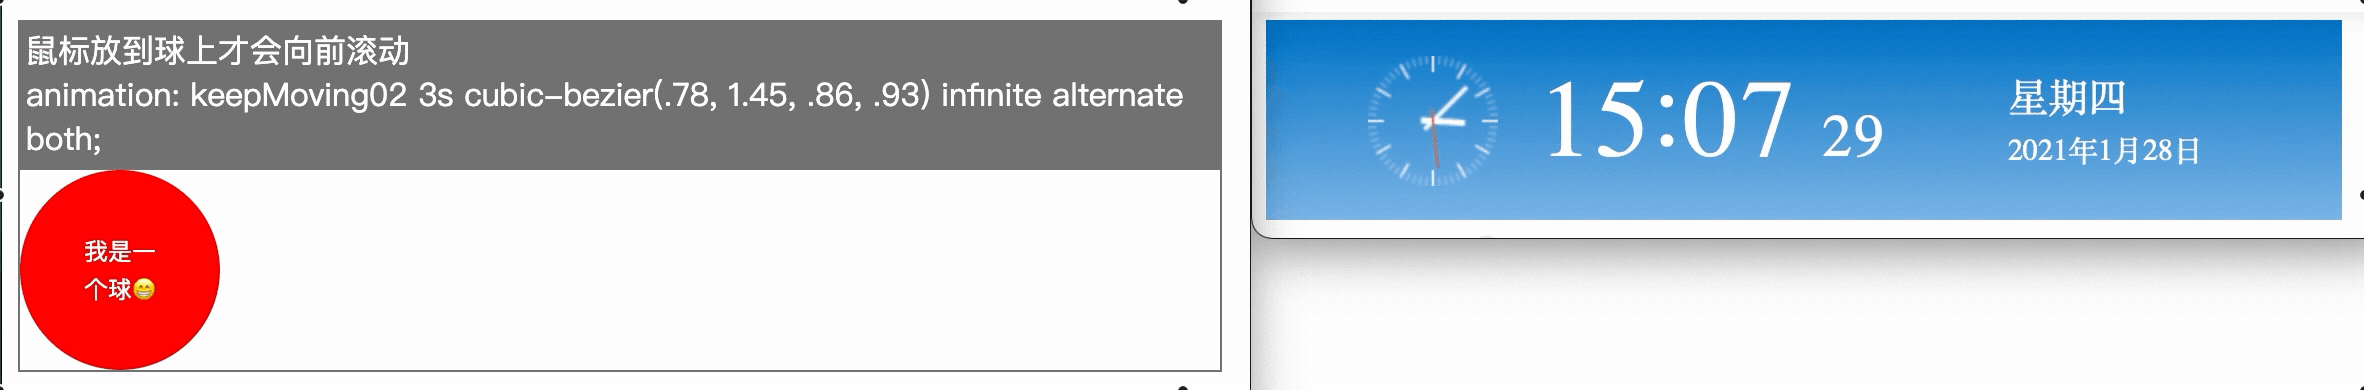 鼠标放到球上才会向前滚动
animation: keepMoving02 3s cubic-bezier(.78, 1.45, .86, .93) infinite alternate
both;
我是一
个球😁
15:07 29
星期四
2021年1月28日